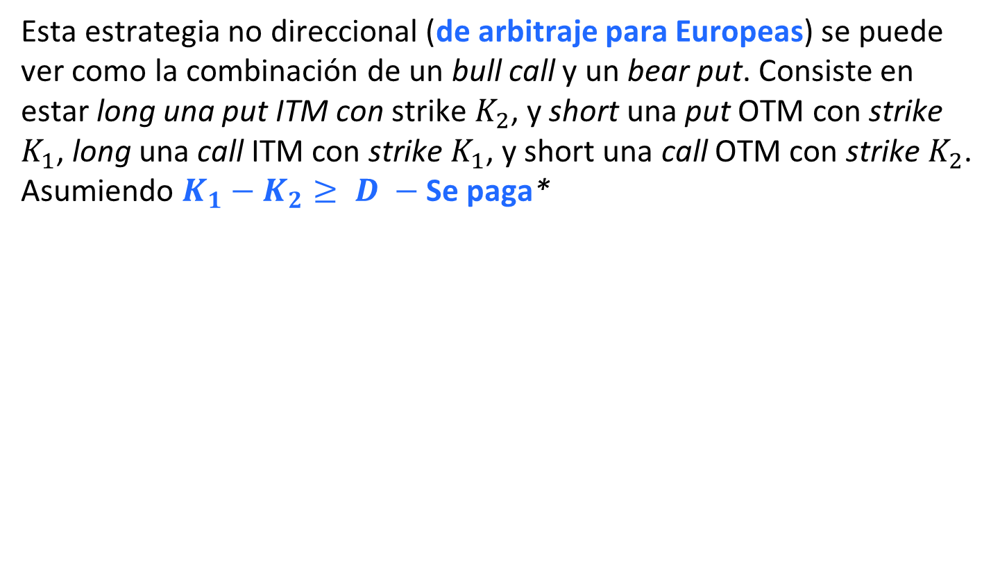 Esta estrategia no direccional (de arbitraje para Europeas) se puede
ver como la combinación de un bull call y un bear put. Consiste en
estar long una put ITM con strike K₂, y short una put OTM con strike
K₁, long una call ITM con strike K₁, y short una call OTM con strike K₂.
Asumiendo K₁ − K₂ ≥ D − Se paga*